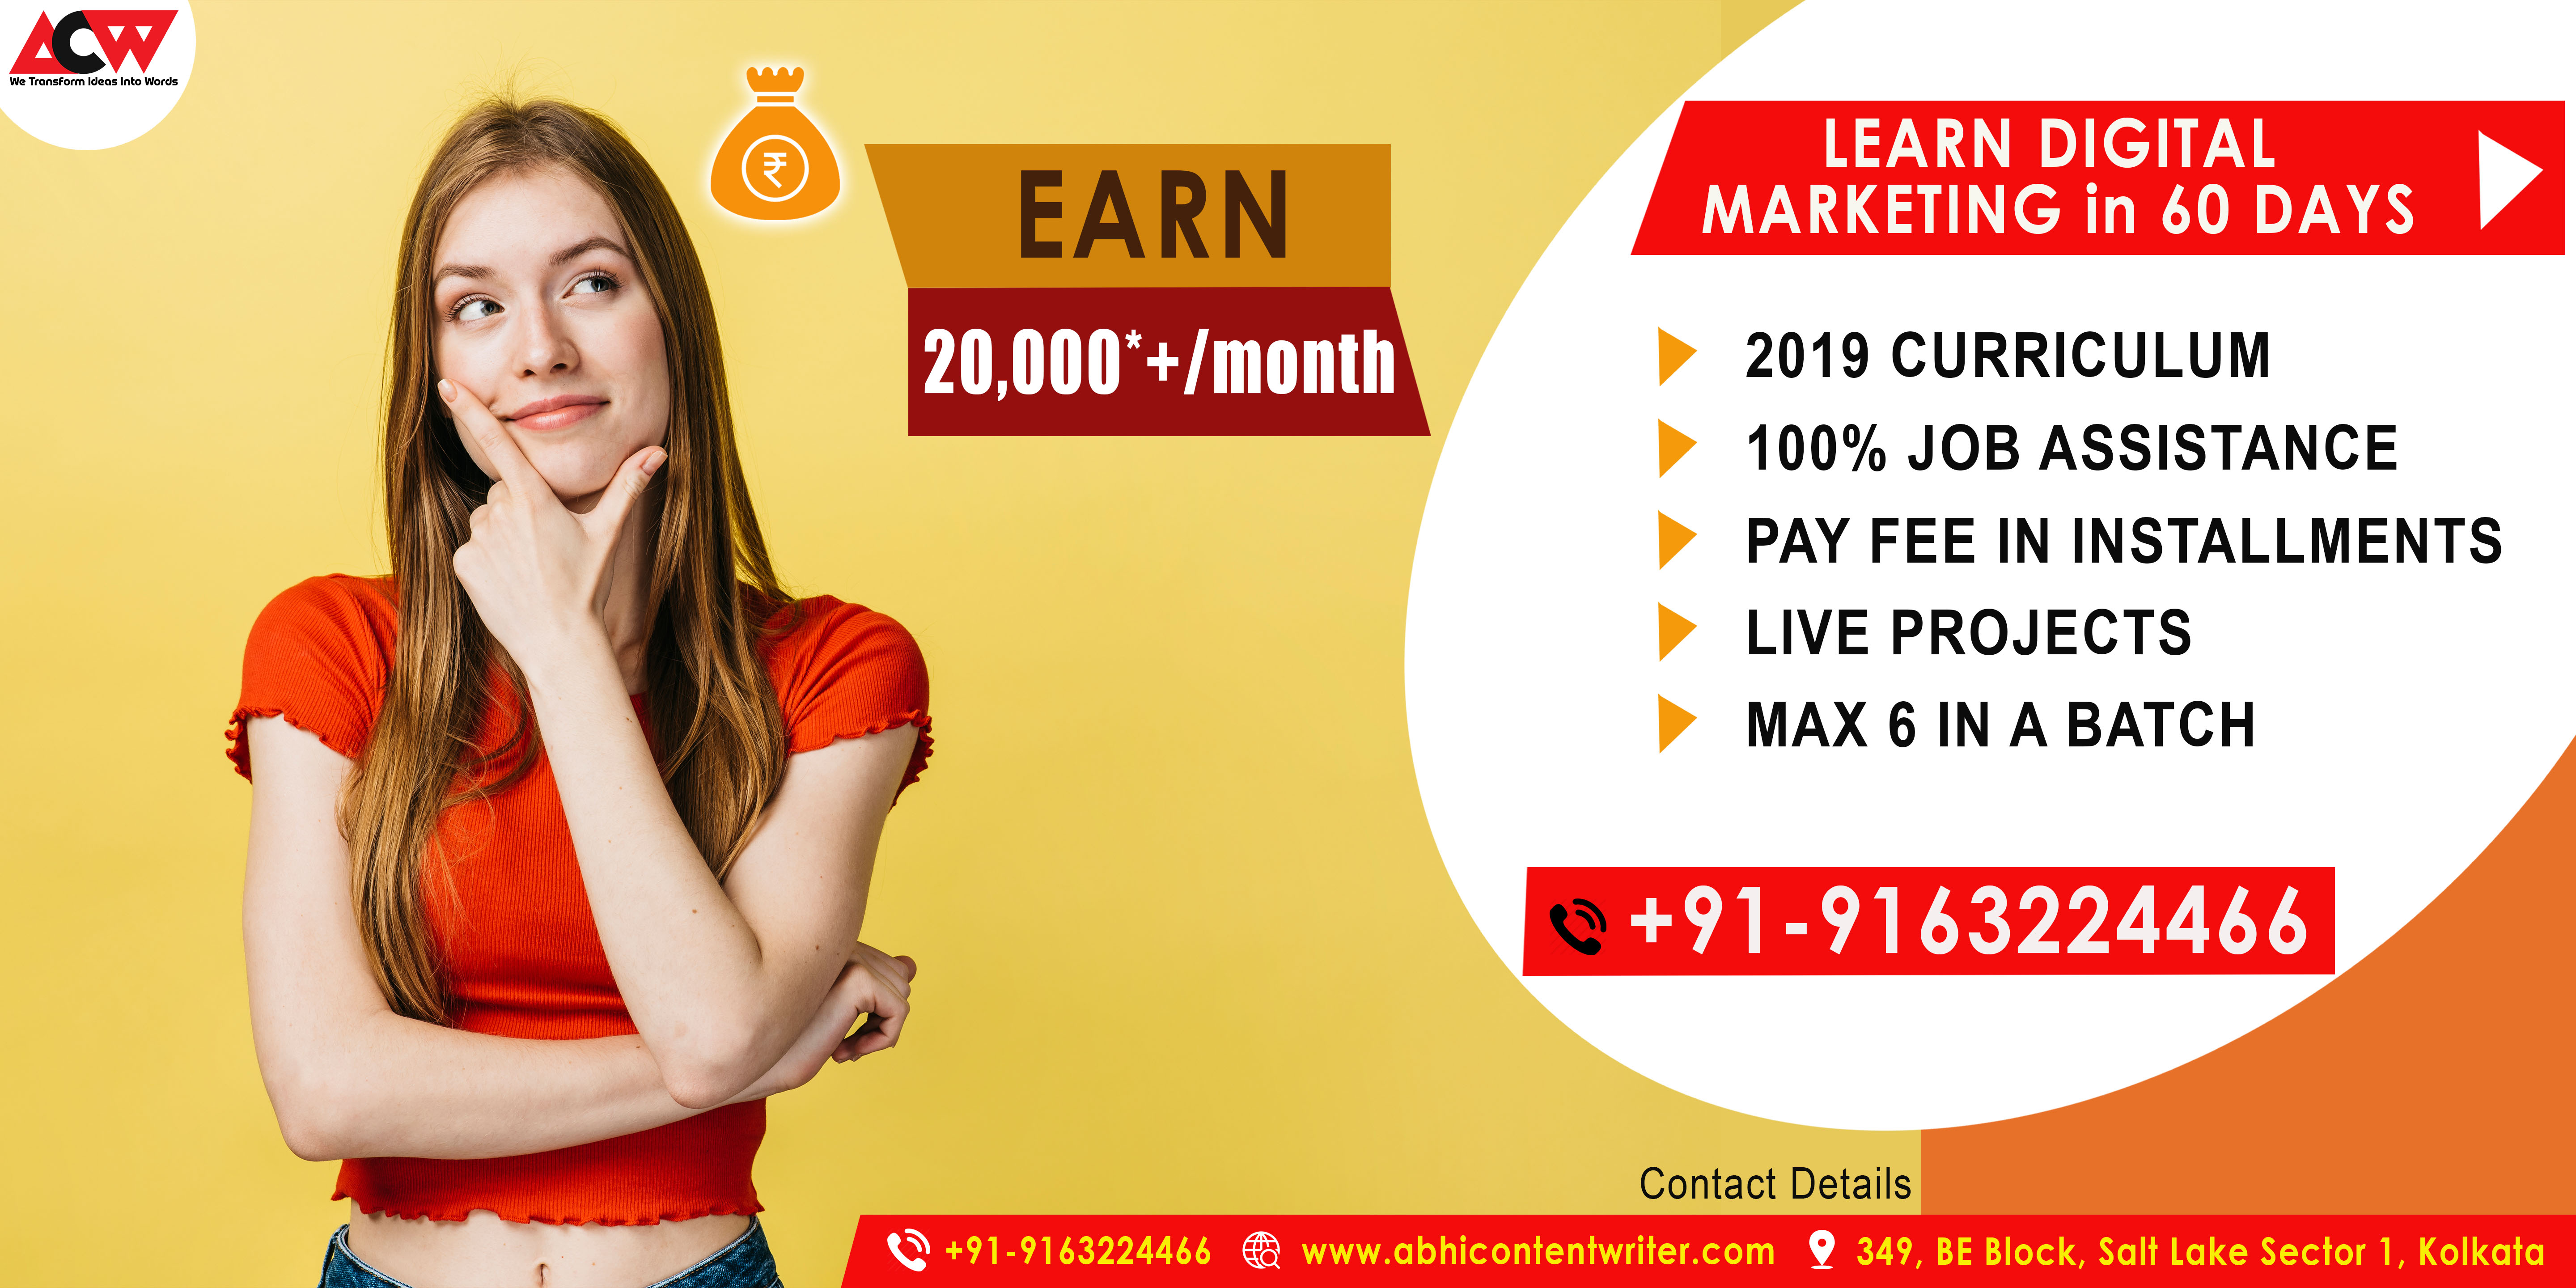 ACW
We Transform Ideas Into Words
₹
EARN
20,000*+/month
LEARN DIGITAL
MARKETING in 60 DAYS
2019 CURRICULUM
100% JOB ASSISTANCE
PAY FEE IN INSTALLMENTS
LIVE PROJECTS
MAX 6 IN A BATCH
+91-9163224466
Contact Details
+91-9163224466 www.abhicontentwriter.com 349, BE Block, Salt Lake Sector 1, Kolkata